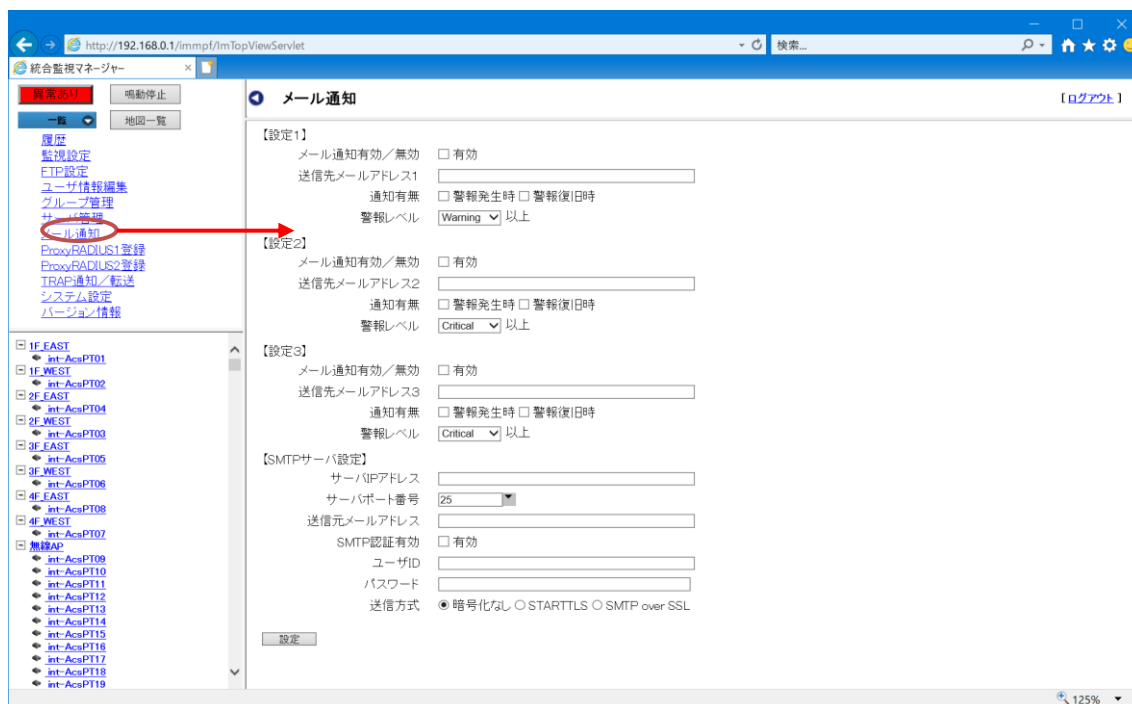 http://192.168.0.1/immpf/ImTopViewServlet
検索...
統合監視マネージャー
異常あり
鳴動停止
一覧
地図一覧
履歴
監視設定
FTP設定
ユーザ情報編集
グループ管理
サーバ管理
メール通知
ProxyRADIUS1登録
ProxyRADIUS2登録
TRAP通知／転送
システム設定
バージョン情報
1F_EAST
int-AcsPT01
1F_WEST
int-AcsPT02
2F_EAST
int-AcsPT04
2F_WEST
int-AcsPT03
3F_EAST
int-AcsPT05
3F_WEST
int-AcsPT06
4F_EAST
int-AcsPT08
4F_WEST
int-AcsPT07
無線AP
int-AcsPT09
int-AcsPT10
int-AcsPT11
int-AcsPT12
int-AcsPT13
int-AcsPT14
int-AcsPT15
int-AcsPT16
int-AcsPT17
int-AcsPT18
int-AcsPT19
メール通知
[ログアウト]
【設定1】
メール通知有効／無効 有効
送信先メールアドレス1
通知有無 警報発生時 警報復旧時
警報レベル Warning 以上
【設定2】
メール通知有効／無効 有効
送信先メールアドレス2
通知有無 警報発生時 警報復旧時
警報レベル Critical 以上
【設定3】
メール通知有効／無効 有効
送信先メールアドレス3
通知有無 警報発生時 警報復旧時
警報レベル Critical 以上
【SMTPサーバ設定】
サーバIPアドレス
サーバポート番号 25
送信元メールアドレス
SMTP認証有効 有効
ユーザID
パスワード
送信方式 暗号化なし STARTTLS SMTP over SSL
設定
125%